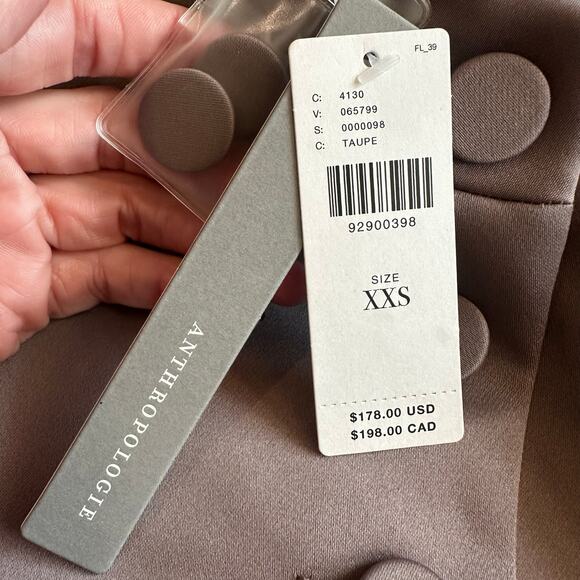 FL_39
C: 4130
V: 065799
S: 0000098
C: TAUPE
92900398
SIZE
XXS
$178.00 USD
$198.00 CAD
ANTHROPOLOGIE